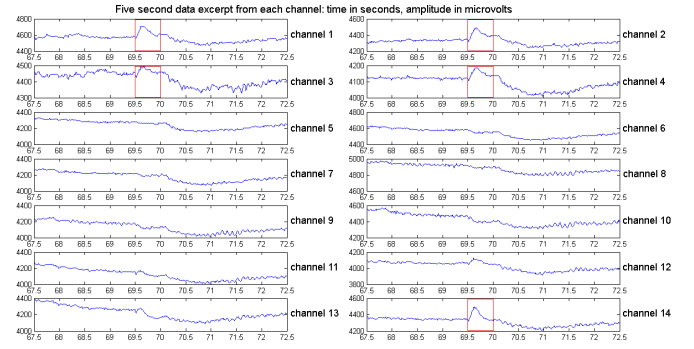 Five second data excerpt from each channel: time in seconds, amplitude in microvolts
4800 4600
4600 4400
4400 channel 1 4200 channel 2
67.5 68 68.5 69 69.5 70 70.5 71 71.5 72 72.5 67.5 68 68.5 69 69.5 70 70.5 71 71.5 72 72.5
4500
4400
4300 channel 3 4000 channel 4
67.5 68 68.5 69 69.5 70 70.5 71 71.5 72 72.5 67.5 68 68.5 69 69.5 70 70.5 71 71.5 72 72.5
4400 4800
4200 4600
4000 channel 5 4400 channel 6
67.5 68 68.5 69 69.5 70 70.5 71 71.5 72 72.5 67.5 68 68.5 69 69.5 70 70.5 71 71.5 72 72.5
4400 5000
4200 4800
4000 channel 7 4600 channel 8
67.5 68 68.5 69 69.5 70 70.5 71 71.5 72 72.5 67.5 68 68.5 69 69.5 70 70.5 71 71.5 72 72.5
4400 4600
4200 4400
4000 channel 9 4200 channel 10
67.5 68 68.5 69 69.5 70 70.5 71 71.5 72 72.5 67.5 68 68.5 69 69.5 70 70.5 71 71.5 72 72.5
4400
4200
4000 channel 11 channel 12
67.5 68 68.5 69 69.5 70 70.5 71 71.5 72 72.5 67.5 68 68.5 69 69.5 70 70.5 71 71.5 72 72.5
4400 4600
4200 4400
4000 channel 13 4200 channel 14
67.5 68 68.5 69 69.5 70 70.5 71 71.5 72 72.5 67.5 68 68.5 69 69.5 70 70.5 71 71.5 72 72.5